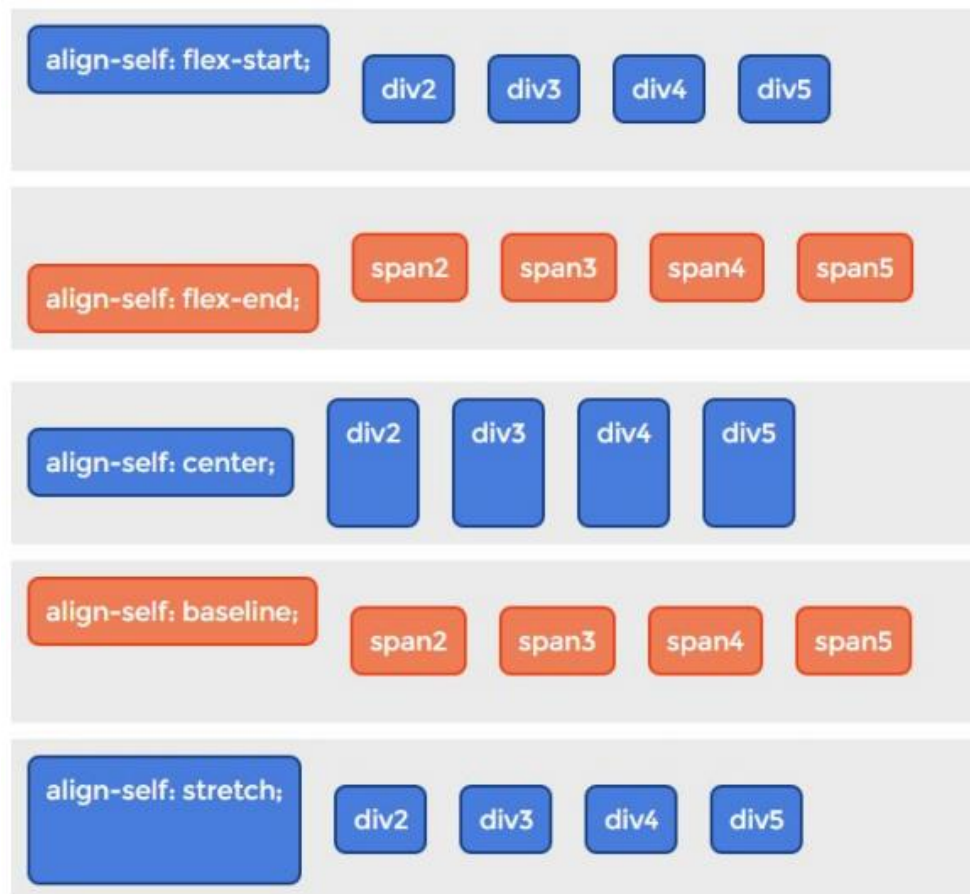 align-self: flex-start;
div2 div3 div4 div5
span2 span3 span4 span5
align-self: flex-end;
div2 div3 div4 div5
align-self: center;
align-self: baseline;
span2 span3 span4 span5
align-self: stretch;
div2 div3 div4 div5